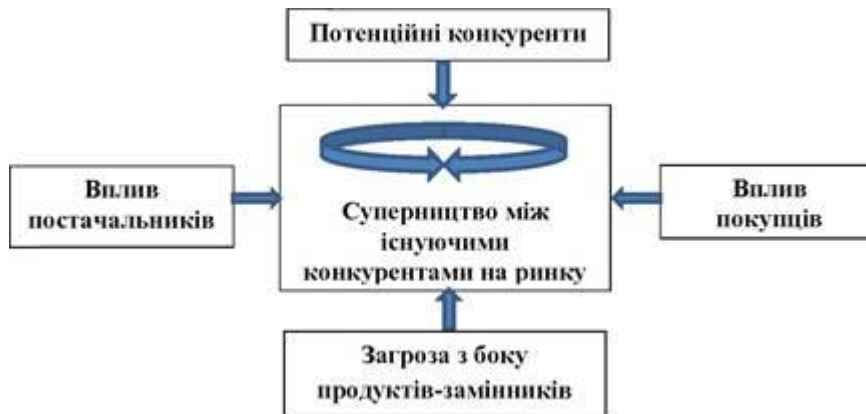 Потенційні конкуренти
Вплив
постачальників
Суперництво між
існуючими
конкурентами на ринку
Вплив
покупців
Загроза з боку
продуктів-замінників